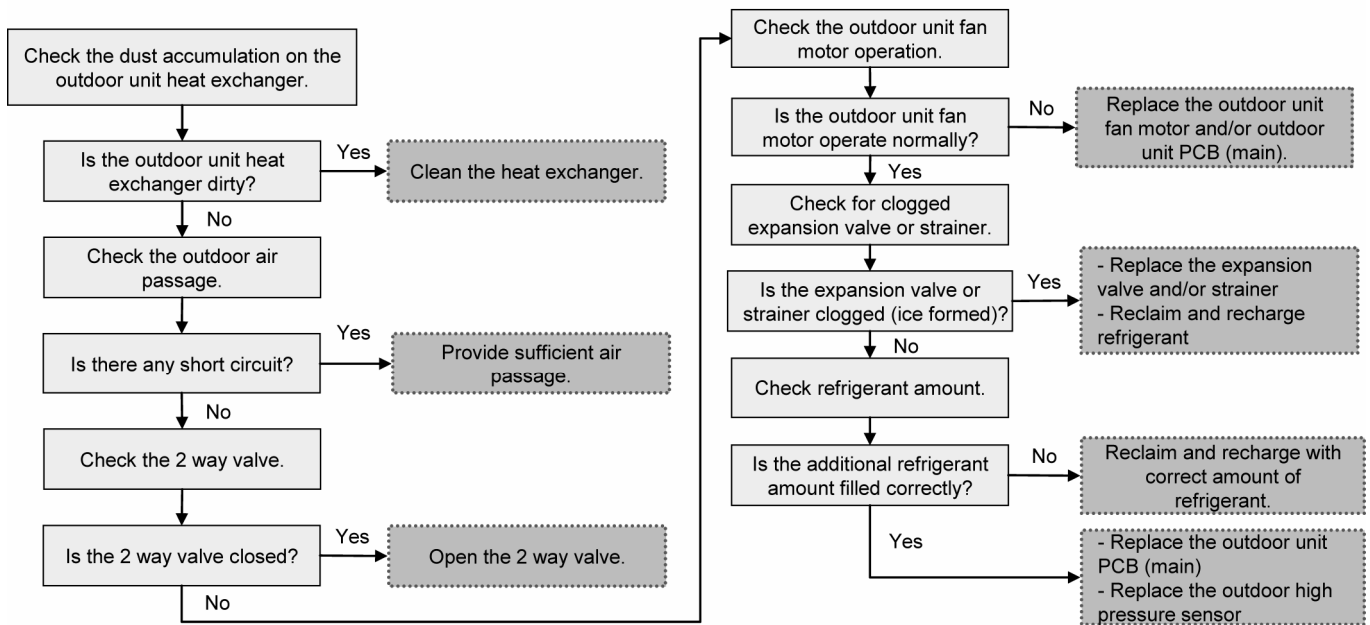 Check the dust accumulation on the
outdoor unit heat exchanger.
Is the outdoor unit heat
exchanger dirty?
Yes
Clean the heat exchanger.
No
Check the outdoor air
passage.
Is there any short circuit?
Yes
Provide sufficient air
passage.
No
Check the 2 way valve.
Is the 2 way valve closed?
Yes
Open the 2 way valve.
No
Check the outdoor unit fan
motor operation.
Is the outdoor unit fan
motor operate normally?
No
Replace the outdoor unit
fan motor and/or outdoor
unit PCB (main).
Yes
Check for clogged
expansion valve or strainer.
Is the expansion valve or
strainer clogged (ice formed)?
Yes
- Replace the expansion
valve and/or strainer
- Reclaim and recharge
refrigerant
No
Check refrigerant amount.
Is the additional refrigerant
amount filled correctly?
No
Reclaim and recharge with
correct amount of
refrigerant.
Yes
- Replace the outdoor unit
PCB (main)
- Replace the outdoor high
pressure sensor